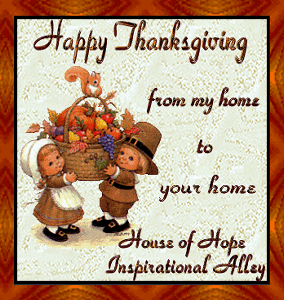 Happy Thanksgiving
from my home
to
your home
House of Hope
Inspirational Alley